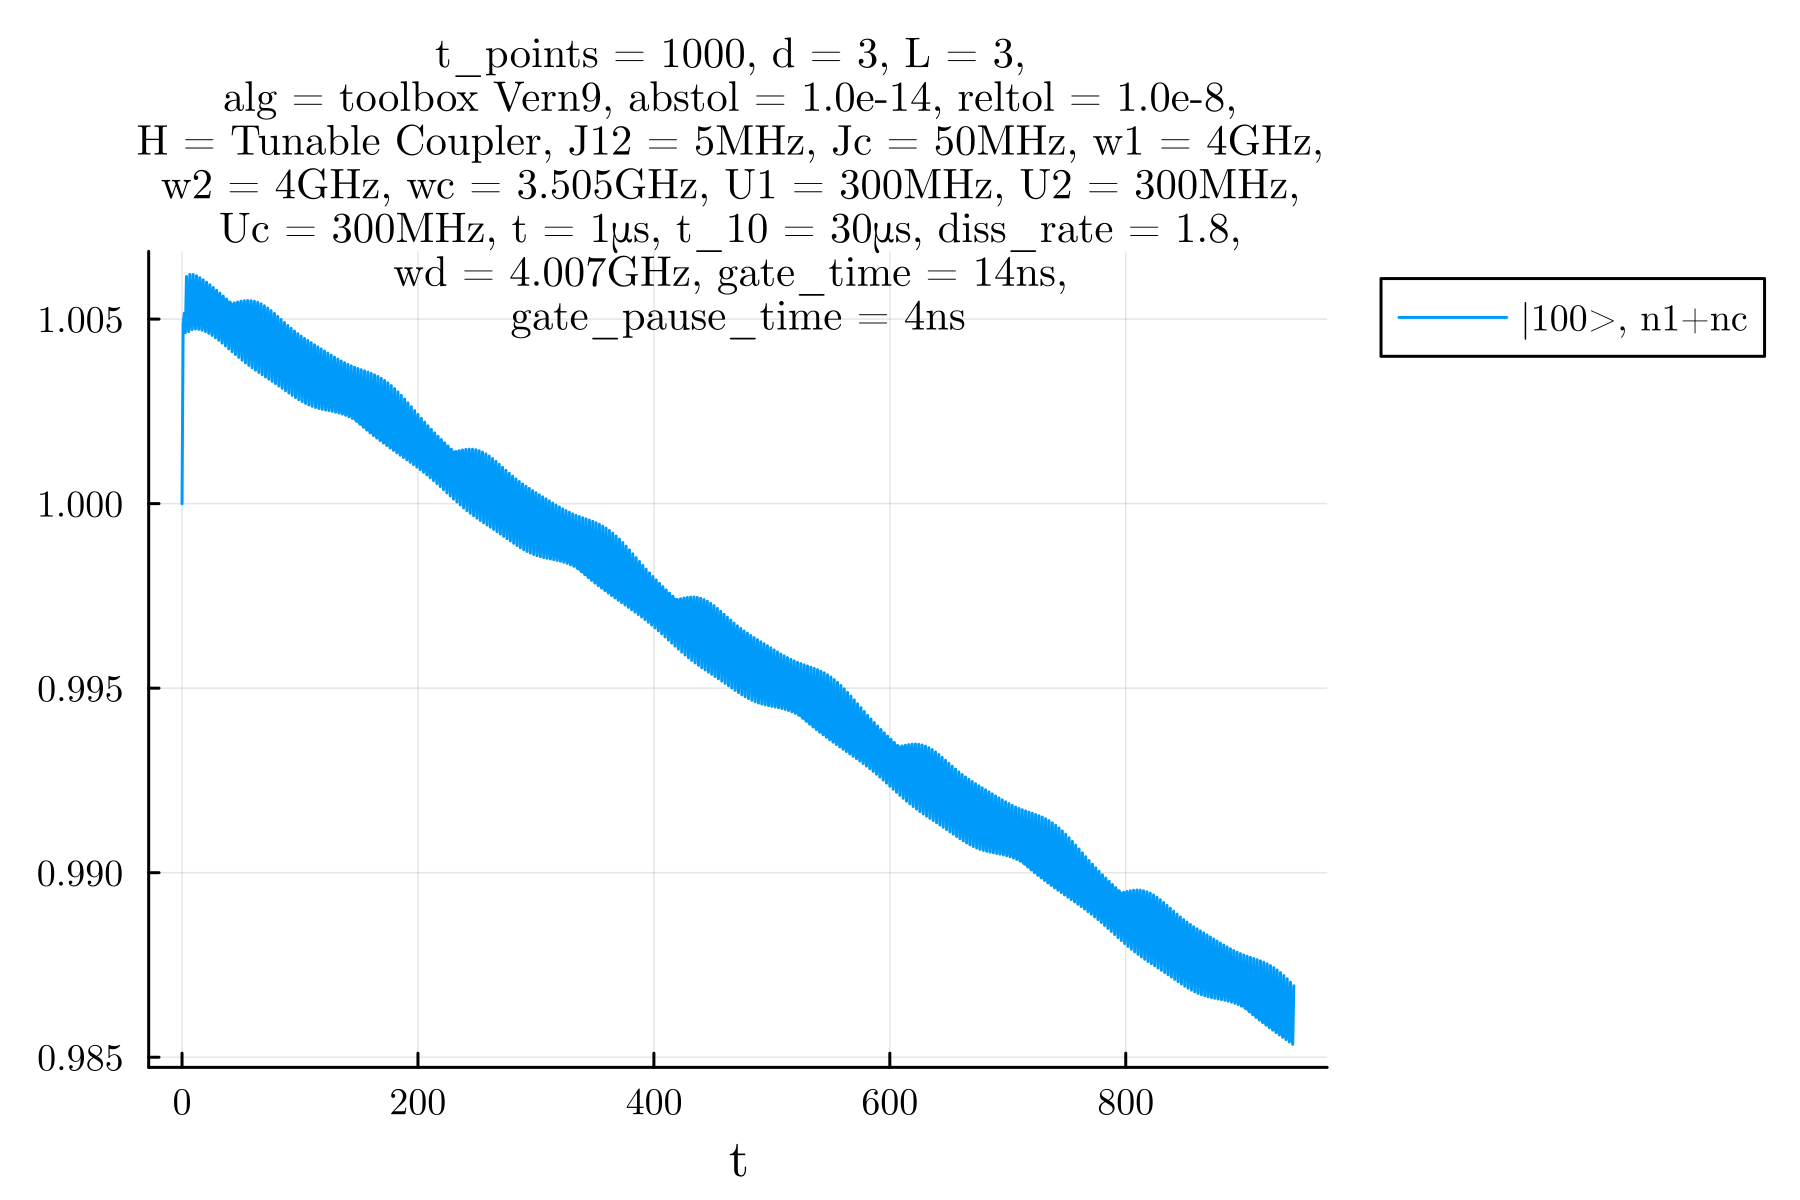 t_points = 1000, d = 3, L = 3,
alg = toolbox Vern9, abstol = 1.0e-14, reltol = 1.0e-8,
H = Tunable Coupler, J12 = 5MHz, Jc = 50MHz, w1 = 4GHz,
w2 = 4GHz, wc = 3.505GHz, U1 = 300MHz, U2 = 300MHz,
Uc = 300MHz, t = 1μs, t_10 = 30μs, diss_rate = 1.8,
wd = 4.007GHz, gate_time = 14ns,
gate_pause_time = 4ns
|100>, n1+nc
1.005
1.000
0.995
0.990
0.985
0 200 400 600 800
t